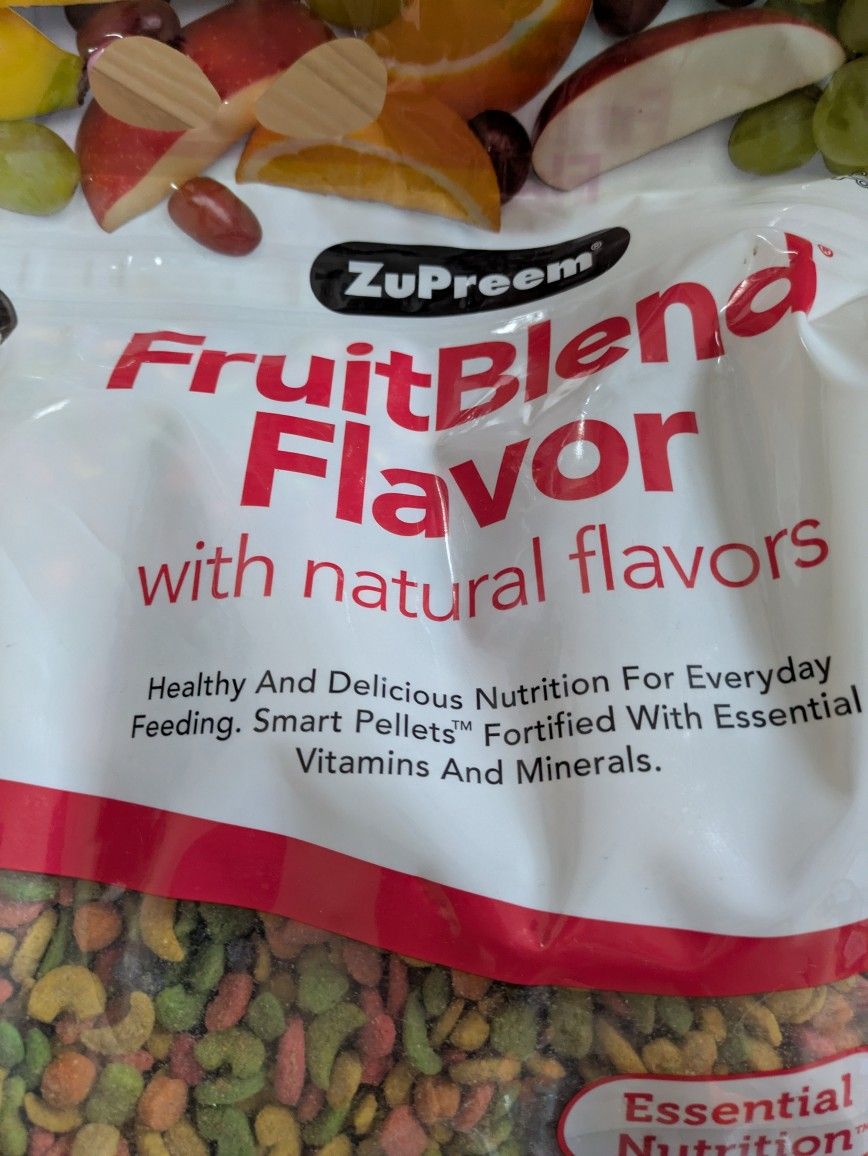 ZuPreem®
FruitBlend®
Flavor
with natural flavors
Healthy And Delicious Nutrition For Everyday
Feeding. Smart Pellets™ Fortified With Essential
Vitamins And Minerals.
Essential
Nutrition™